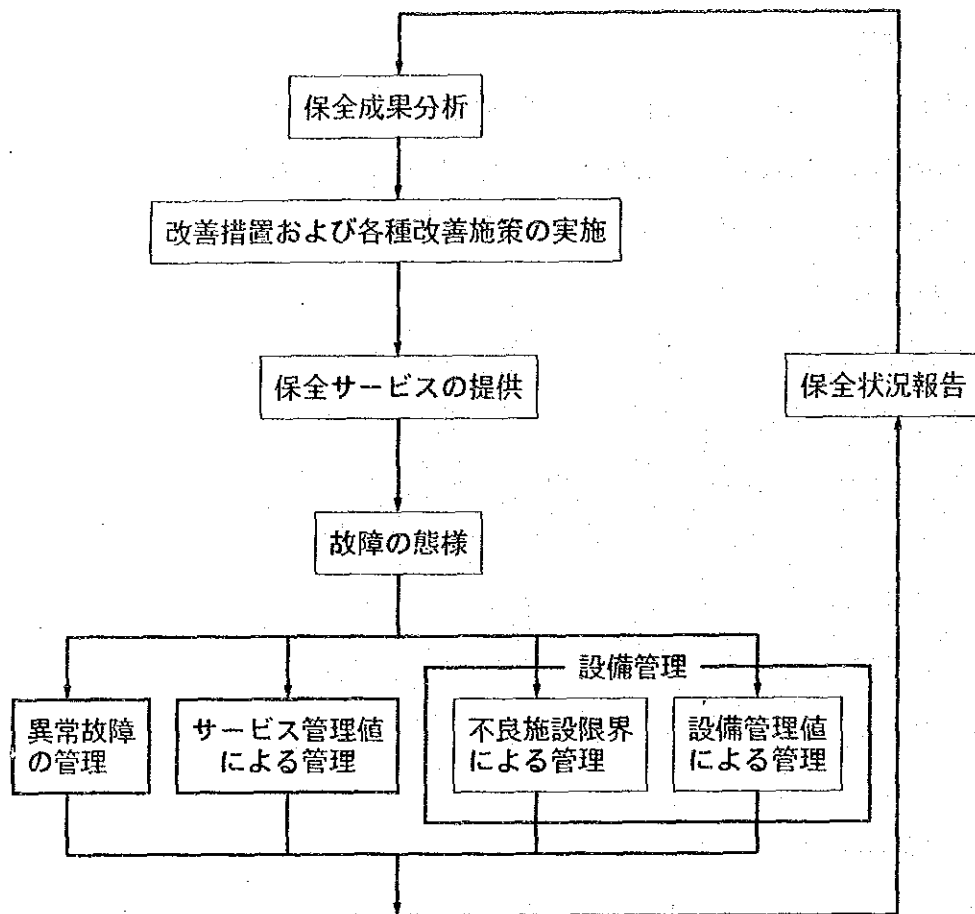 保全成果分析
改善措置および各種改善施策の実施
保全サービスの提供
保全状況報告
故障の態様
設備管理
異常故障
の管理
サービス管理値
による管理
不良施設限界
による管理
設備管理値
による管理